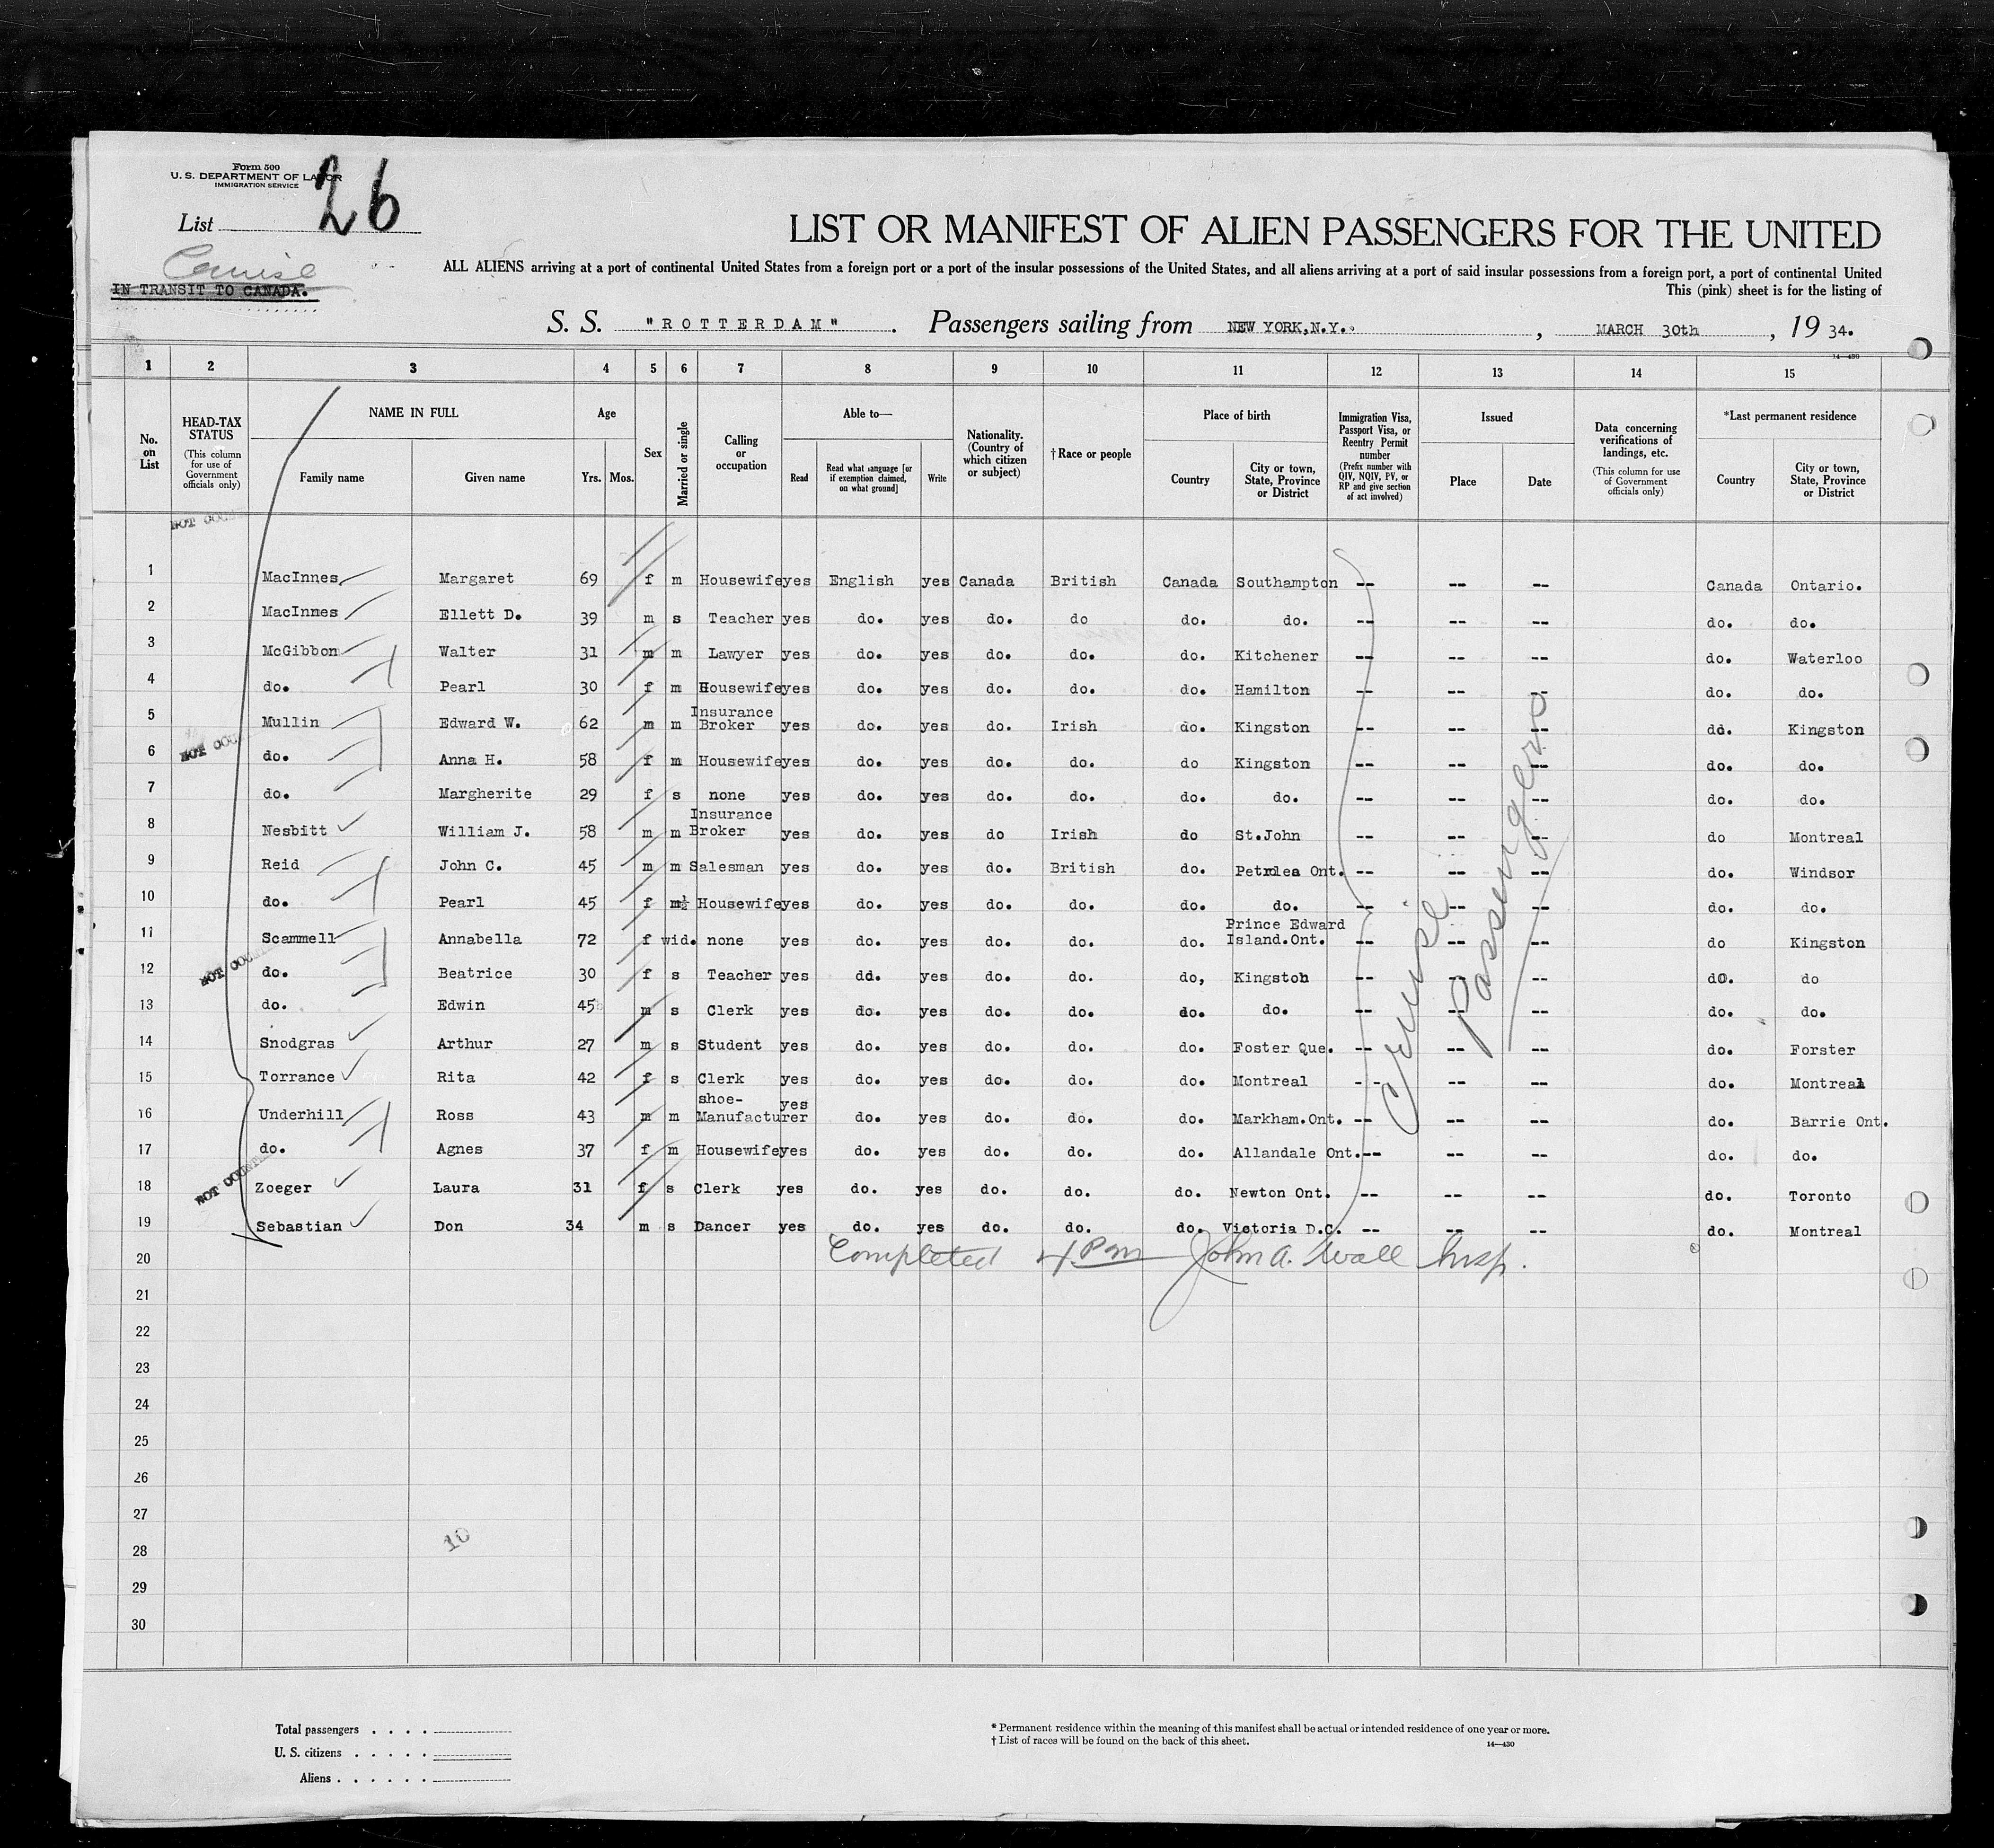 Form 500
U. S. DEPARTMENT OF LABOR
IMMIGRATION SERVICE
List 26
Cruise
IN TRANSIT TO CANADA.
LIST OR MANIFEST OF ALIEN PASSENGERS FOR THE UNITED
ALL ALIENS arriving at a port of continental United States from a foreign port or a port of the insular possessions of the United States, and all aliens arriving at a port of said insular possessions from a foreign port, a port of continental United
This (pink) sheet is for the listing of
S. S. "ROTTERDAM". Passengers sailing from NEW YORK,N.Y. , MARCH 30th , 19 34.
14—430
1 2 3 4 5 6 7 8 9 10 11 12 13 14 15
No. on List
HEAD-TAX STATUS (This column for use of Government officials only)
NAME IN FULL
Family name Given name
Age
Yrs. Mos.
Sex
Married or single
Calling or occupation
Able to—
Read Read what language [or if exemption claimed, on what ground] Write
Nationality. (Country of which citizen or subject)
†Race or people
Place of birth
Country City or town, State, Province or District
Immigration Visa, Passport Visa, or Reentry Permit number (Prefix number with QIV, NQIV, PV, or RP and give section of act involved)
Issued
Place Date
Data concerning verifications of landings, etc. (This column for use of Government officials only)
*Last permanent residence
Country City or town, State, Province or District
1 MacInnes Margaret 69 f m Housewife yes English yes Canada British Canada Southampton -- -- -- Canada Ontario.
2 MacInnes Ellett D. 39 m s Teacher yes do. yes do. do do. do. -- -- -- do. do.
3 McGibbon Walter 31 m m Lawyer yes do. yes do. do. do. Kitchener -- -- -- do. Waterloo
4 do. Pearl 30 f m Housewife yes do. yes do. do. do. Hamilton -- -- -- do. do.
5 Mullin Edward W. 62 m m Insurance Broker yes do. yes do. Irish do. Kingston -- -- -- dd. Kingston
6 do. Anna H. 58 f m Housewife yes do. yes do. do. do Kingston -- -- -- do. do.
7 do. Margherite 29 f s none yes do. yes do. do. do. do. -- -- -- do. do.
8 Nesbitt William J. 58 m m Insurance Broker yes do. yes do Irish do St.John -- -- -- do Montreal
9 Reid John C. 45 m m Salesman yes do. yes do. British do. Petrolea Ont. -- -- -- do. Windsor
10 do. Pearl 45 f m Housewife yes do. yes do. do. do. do. -- -- -- do. do.
11 Scammell Annabella 72 f wid. none yes do. yes do. do. do. Prince Edward Island.Ont. -- -- -- do Kingston
12 do. Beatrice 30 f s Teacher yes dd. yes do. do. do, Kingston -- -- -- do. do
13 do. Edwin 45 m s Clerk yes do. yes do. do. do. do. -- -- -- do. do.
14 Snodgras Arthur 27 m s Student yes do. yes do. do. do. Foster Que. -- -- -- do. Forster
15 Torrance Rita 42 f s Clerk yes do. yes do. do. do. Montreal -- -- -- do. Montreal
16 Underhill Ross 43 m m shoe- Manufacturer yes do. yes do. do. do. Markham.Ont. -- -- -- do. Barrie Ont.
17 do. Agnes 37 f m Housewife yes do. yes do. do. do. Allandale Ont. -- -- -- do. do.
18 Zoeger Laura 31 f s Clerk yes do. yes do. do. do. Newton Ont. -- -- -- do. Toronto
19 Sebastian Don 34 m s Dancer yes do. yes do. do. do. Victoria D.C. -- -- -- do. Montreal
Cruise Passengers
20 Completed 4 PM John A. Wall Insp.
21
22
23
24
25
26
27
28
29
30
10
Total passengers
U. S. citizens
Aliens
* Permanent residence within the meaning of this manifest shall be actual or intended residence of one year or more.
† List of races will be found on the back of this sheet.
14—430